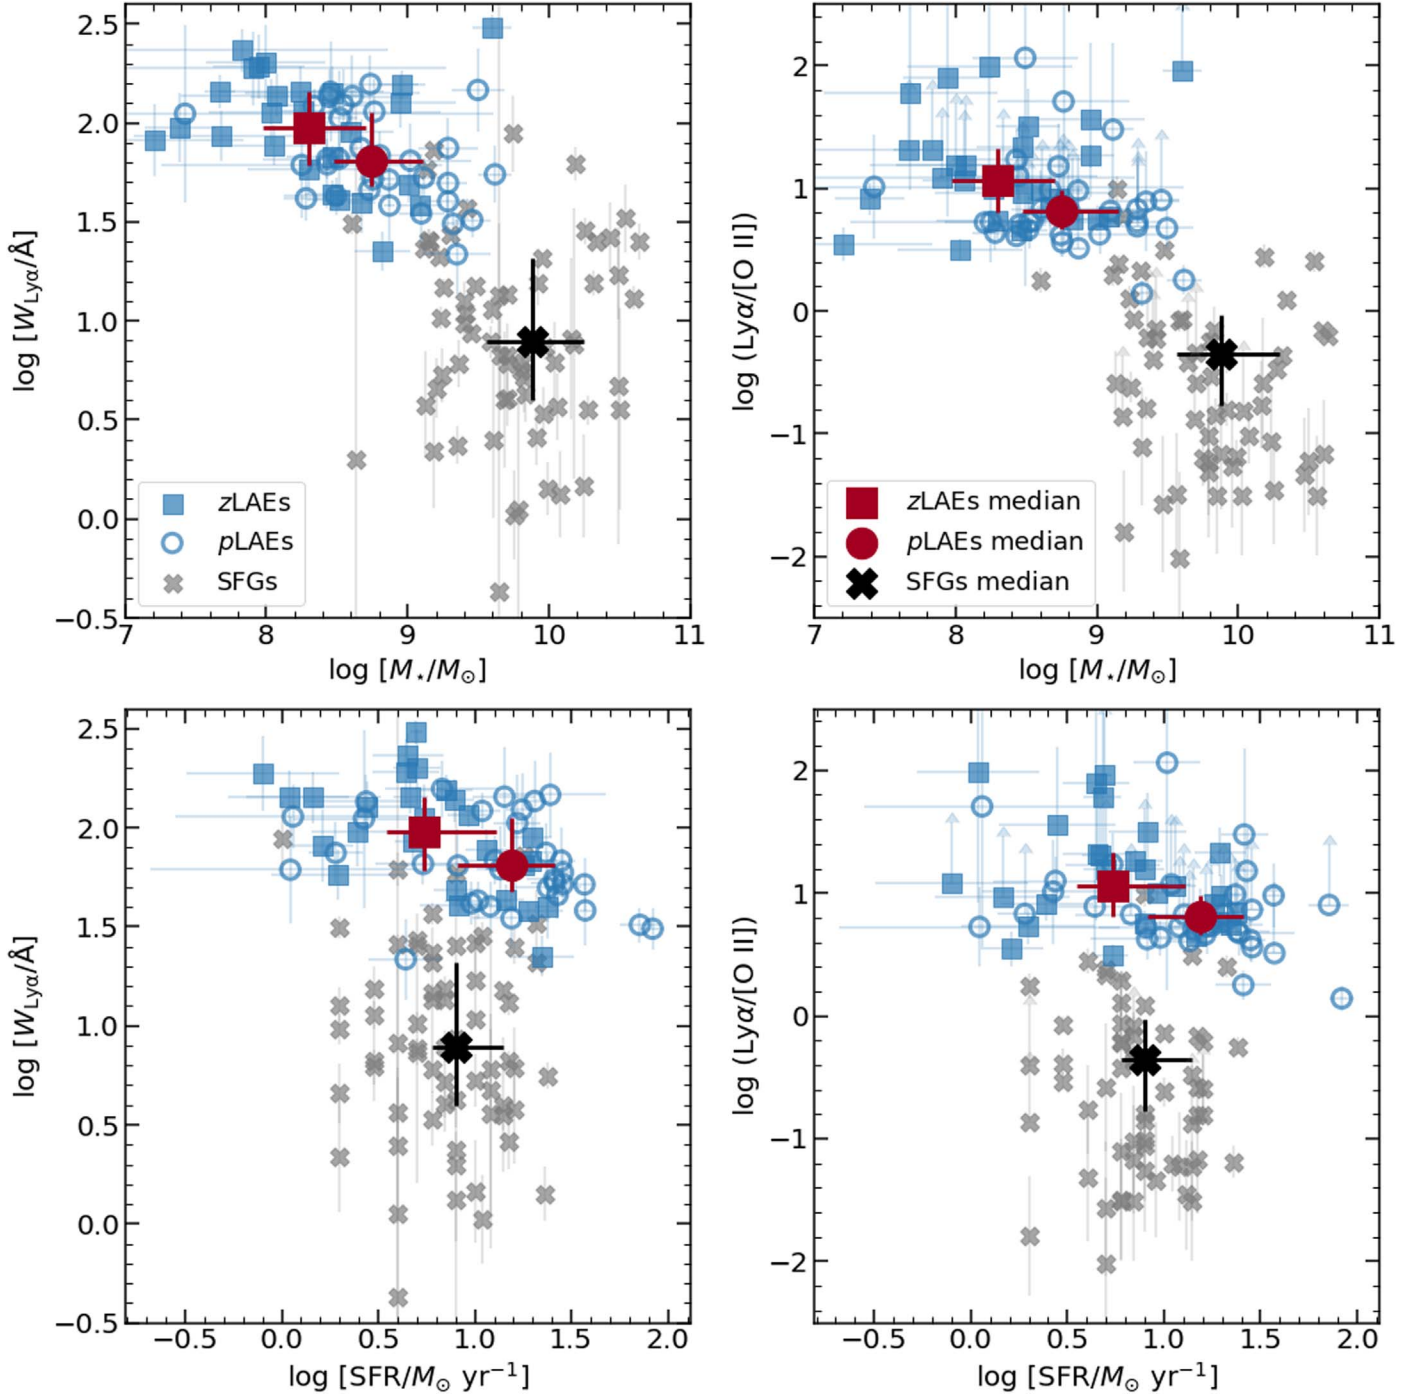 2.5
2.0
1.5
1.0
0.5
0.0
−0.5
log [W_Lyα/Å]
zLAEs
pLAEs
SFGs
7 8 9 10 11
log [M⋆/M⊙]
2
1
0
−1
−2
log (Lyα/[O II])
zLAEs median
pLAEs median
SFGs median
7 8 9 10 11
log [M⋆/M⊙]
2.5
2.0
1.5
1.0
0.5
0.0
−0.5
log [W_Lyα/Å]
−0.5 0.0 0.5 1.0 1.5 2.0
log [SFR/M⊙ yr⁻¹]
2
1
0
−1
−2
log (Lyα/[O II])
−0.5 0.0 0.5 1.0 1.5 2.0
log [SFR/M⊙ yr⁻¹]